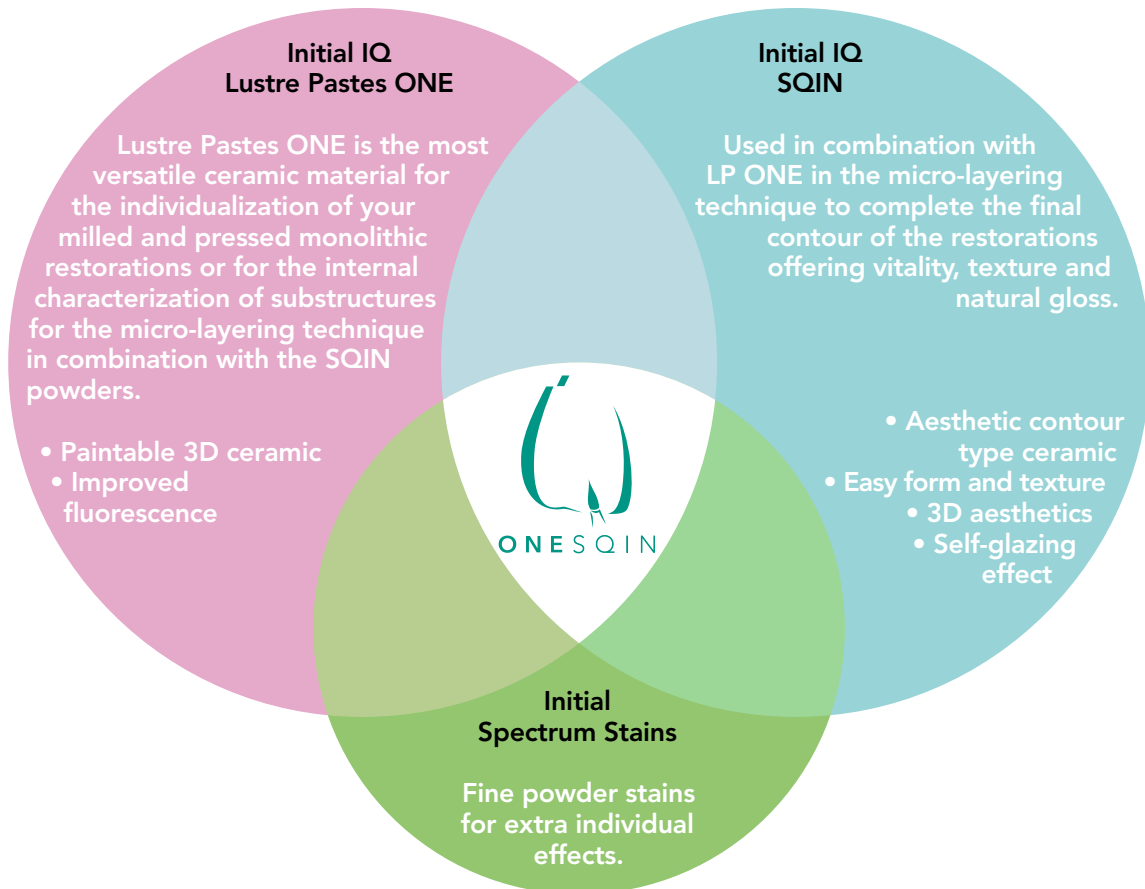 Initial IQ
Lustre Pastes ONE
Lustre Pastes ONE is the most
versatile ceramic material for
the individualization of your
milled and pressed monolithic
restorations or for the internal
characterization of substructures
for the micro-layering technique
in combination with the SQIN
powders.
• Paintable 3D ceramic
• Improved
fluorescence
Initial IQ
SQIN
Used in combination with
LP ONE in the micro-layering
technique to complete the final
contour of the restorations
offering vitality, texture and
natural gloss.
• Aesthetic contour
type ceramic
• Easy form and texture
• 3D aesthetics
• Self-glazing
effect
ONESQIN
Initial
Spectrum Stains
Fine powder stains
for extra individual
effects.